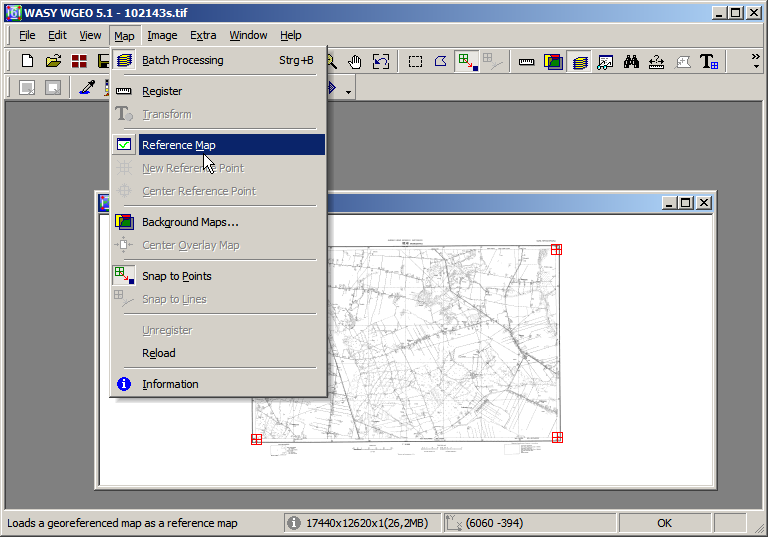 WASY WGEO 5.1 - 102143s.tif
File Edit View Map Image Extra Window Help
Batch Processing Strg+B
Register
Transform
Reference Map
New Reference Point
Center Reference Point
Background Maps...
Center Overlay Map
Snap to Points
Snap to Lines
Unregister
Reload
Information
Loads a georeferenced map as a reference map 17440x12620x1(26,2MB) (6060 -394) OK